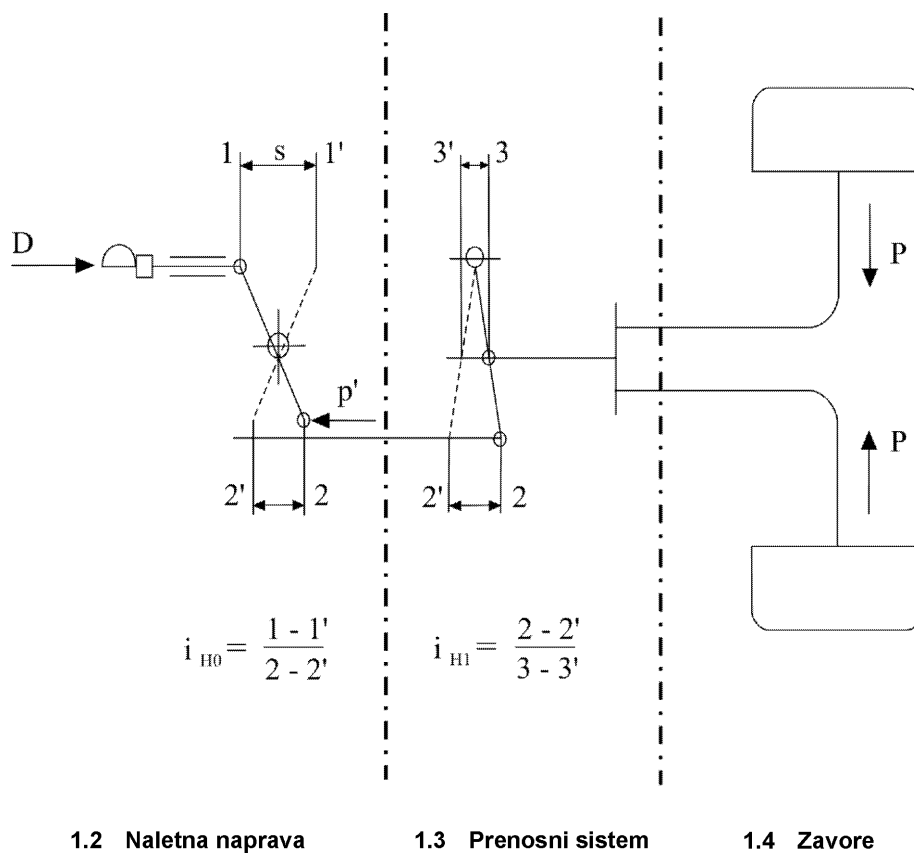 1 s 1' 3' 3
D
P
p'
P
2' 2 2' 2
i H0 = 1 - 1' / 2 - 2' i H1 = 2 - 2' / 3 - 3'
1.2 Naletna naprava 1.3 Prenosni sistem 1.4 Zavore